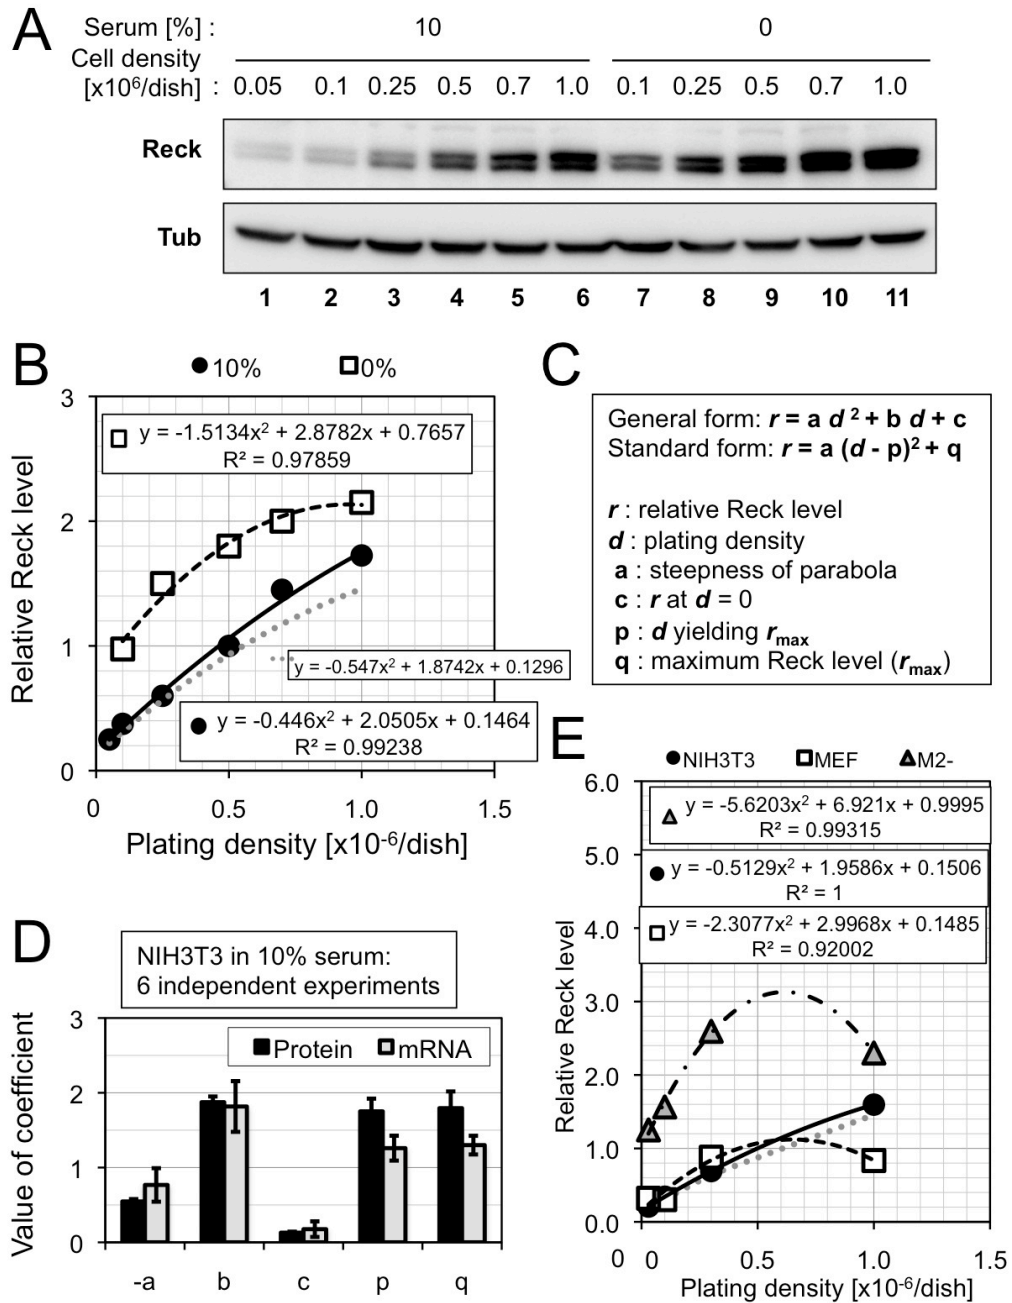 A
Serum [%] : 10 0
Cell density
[x10⁶/dish] : 0.05 0.1 0.25 0.5 0.7 1.0 0.1 0.25 0.5 0.7 1.0
Reck
Tub
1 2 3 4 5 6 7 8 9 10 11
B
10% 0%
3
2
1
0
Relative Reck level
y = -1.5134x² + 2.8782x + 0.7657
R² = 0.97859
y = -0.547x² + 1.8742x + 0.1296
y = -0.446x² + 2.0505x + 0.1464
R² = 0.99238
0 0.5 1.0 1.5
Plating density [x10⁻⁶/dish]
C
General form: r = a d ² + b d + c
Standard form: r = a (d - p)² + q
r : relative Reck level
d : plating density
a : steepness of parabola
c : r at d = 0
p : d yielding rmax
q : maximum Reck level (rmax)
D
NIH3T3 in 10% serum:
6 independent experiments
Protein mRNA
3
2
1
0
Value of coefficient
-a b c p q
E
NIH3T3 MEF M2-
6.0
5.0
4.0
3.0
2.0
1.0
0.0
Relative Reck level
y = -5.6203x² + 6.921x + 0.9995
R² = 0.99315
y = -0.5129x² + 1.9586x + 0.1506
R² = 1
y = -2.3077x² + 2.9968x + 0.1485
R² = 0.92002
0 0 0.5 1.0 1.5
Plating density [x10⁻⁶/dish]